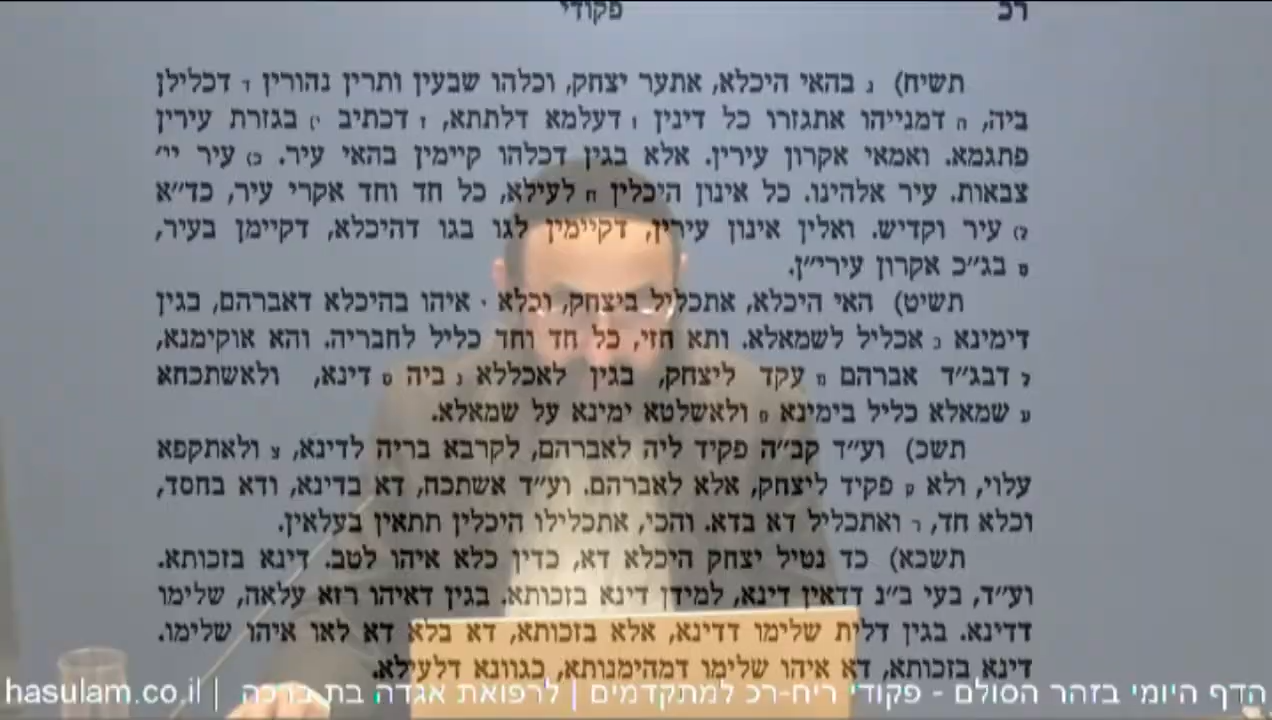 רכ
פקודי
תשיח) ג בהאי היכלא, אתער יצחק, וכלהו שבעין ותרין נהורין ד דכלילן
ביה, ה דמנייהו אתגזרו כל דינין ו דעלמא דלתתא, ז דכתיב י) בגזרת עירין
פתגמא. ואמאי אקרון עירין. אלא בגין דכלהו קיימין בהאי עיר. כ) עיר יי׳
צבאות. עיר אלהינו. כל אינון היכלין ח לעילא, כל חד וחד אקרי עיר, כד״א
ל) עיר וקדיש. ואלין אינון עירין, דקיימין לגו בגו דהיכלא, דקיימן בעיר,
ט בג״כ אקרון עירי״ן.
תשיט) האי היכלא, אתכליל ביצחק, וכלא י איהו בהיכלא דאברהם, בגין
דימינא כ אכליל לשמאלא. ותא חזי, כל חד וחד כליל לחבריה. והא אוקימנא,
ל דבג״ד אברהם מ עקד ליצחק, בגין לאכללא נ ביה ס דינא, ולאשתכחא
ע שמאלא כליל בימינא פ ולאשלטא ימינא על שמאלא.
תשכ) וע״ד קב״ה פקיד ליה לאברהם, לקרבא בריה לדינא, צ ולאתקפא
עלוי, ולא ק פקיד ליצחק, אלא לאברהם. וע״ד אשתכח, דא בדינא, ודא בחסד,
וכלא חד, ר ואתכליל דא בדא. והכי, אתכלילו היכלין תתאין בעלאין.
תשכא) כד נטיל יצחק היכלא דא, כדין כלא איהו לטב. דינא בזכותא.
וע״ד, בעי ב״נ דדאין דינא, למידן דינא בזכותא. בגין דאיהו רזא עלאה, שלימו
דדינא. בגין דלית שלימו דדינא, אלא בזכותא, דא בלא דא לאו איהו שלימו.
דינא בזכותא, דא איהו שלימו דמהימנותא, כגוונא דלעילא.
הדף היומי בזהר הסולם - פקודי ריח-רכ למתקדמים | לרפואת אגדה בת ברכה | hasulam.co.il